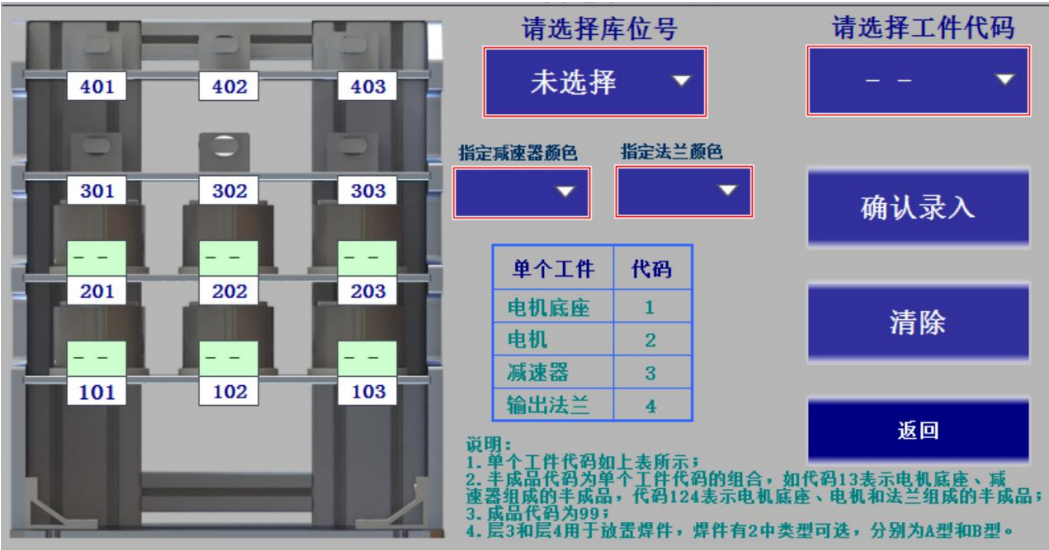 401 402 403
301 302 303
-- -- --
201 202 203
-- -- --
101 102 103
请选择库位号
未选择
请选择工件代码
--
指定减速器颜色
指定法兰颜色
确认录入
清除
返回
单个工件 代码
电机底座 1
电机 2
减速器 3
输出法兰 4
说明：
1.单个工件代码如上表所示；
2.半成品代码为单个工件代码的组合，如代码13表示电机底座、减
速器组成的半成品，代码124表示电机底座、电机和法兰组成的半成品；
3.成品代码为99；
4.层3和层4用于放置焊件，焊件有2中类型可选，分别为A型和B型。